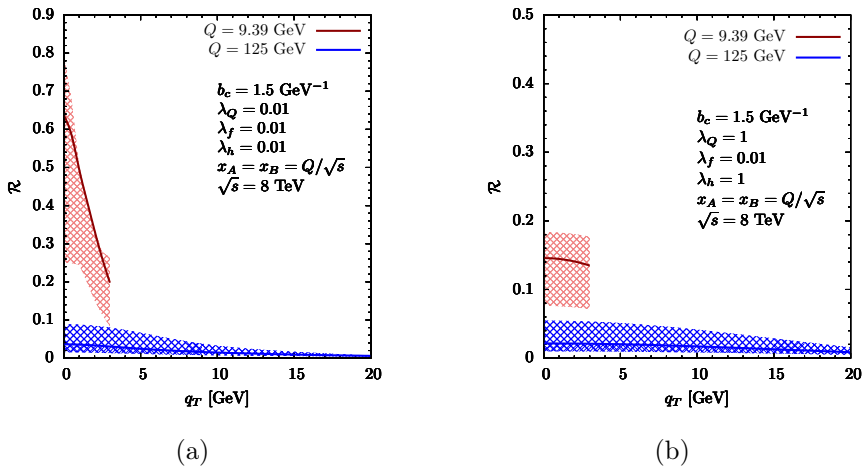 0.9
0.8
0.7
0.6
0.5
0.4
0.3
0.2
0.1
0
ℛ
Q = 9.39 GeV
Q = 125 GeV
b_c = 1.5 GeV⁻¹
λ_Q = 0.01
λ_f = 0.01
λ_h = 0.01
x_A = x_B = Q/√s
√s = 8 TeV
0 5 10 15 20
q_T [GeV]
(a)
0.5
0.4
0.3
0.2
0.1
0
ℛ
Q = 9.39 GeV
Q = 125 GeV
b_c = 1.5 GeV⁻¹
λ_Q = 1
λ_f = 0.01
λ_h = 1
x_A = x_B = Q/√s
√s = 8 TeV
0 5 10 15 20
q_T [GeV]
(b)